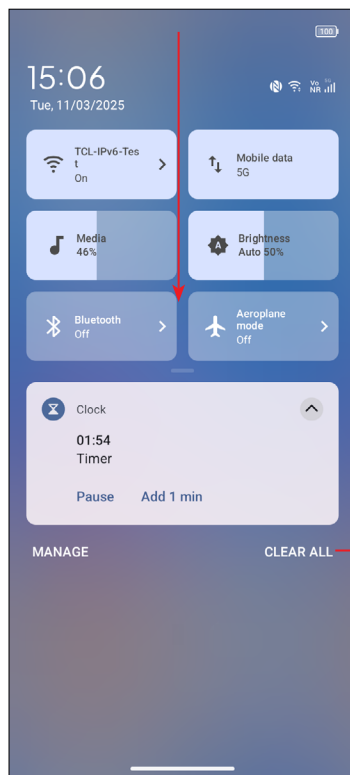 100
15:06
5G
Vo
NR
Tue, 11/03/2025
TCL-IPv6-Tes
t
On
Mobile data
5G
Media
46%
A
Brightness
Auto 50%
Bluetooth
Off
Aeroplane
mode
Off
Clock
01:54
Timer
Pause Add 1 min
MANAGE CLEAR ALL